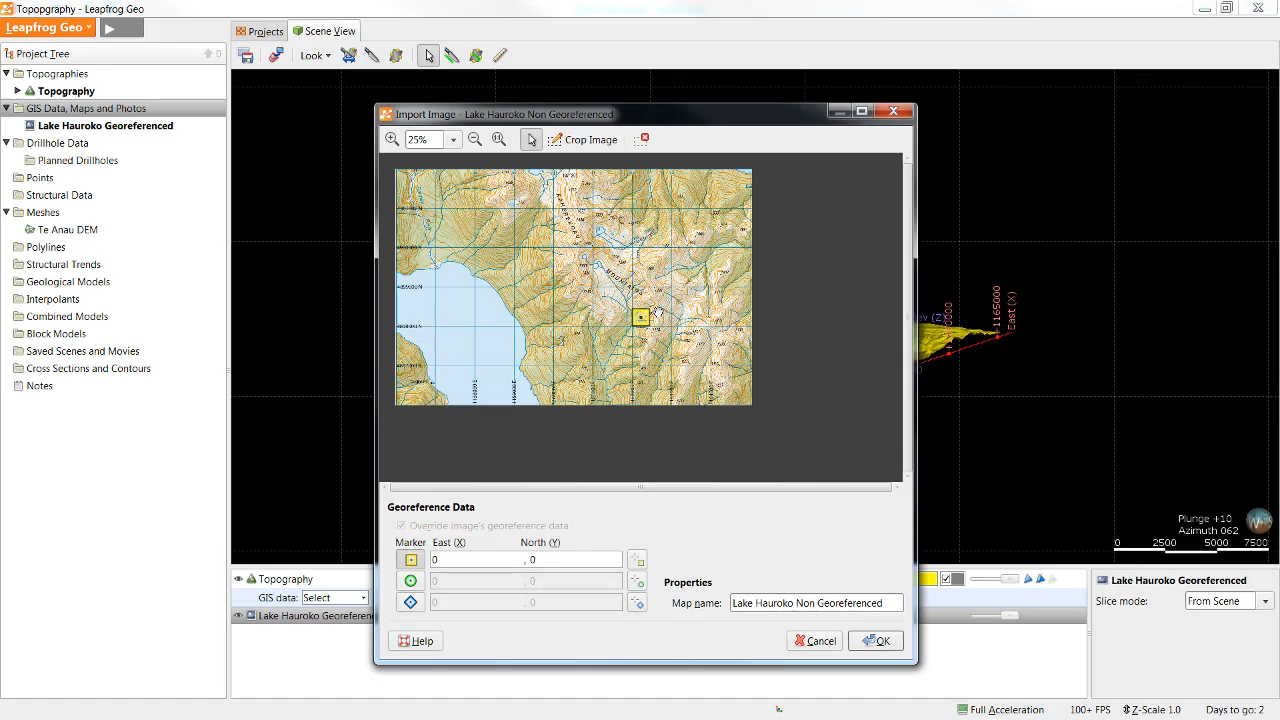 Topopgraphy - Leapfrog Geo
Leapfrog Geo
Projects
Scene View
Project Tree
0
Look
Topographies
Topography
GIS Data, Maps and Photos
Lake Hauroko Georeferenced
Drillhole Data
Planned Drillholes
Points
Structural Data
Meshes
Te Anau DEM
Polylines
Structural Trends
Geological Models
Interpolants
Combined Models
Block Models
Saved Scenes and Movies
Cross Sections and Contours
Notes
Import Image - Lake Hauroko Non Georeferenced
25%
Crop Image
Georeference Data
Override image's georeference data
Marker East (X) North (Y)
0 , 0
0 , 0
0 , 0
Properties
Map name: Lake Hauroko Non Georeferenced
Help
Cancel
OK
1165000
East (X)
Plunge +10
Azimuth 062
0 2500 5000 7500
Topography
GIS data: Select
Lake Hauroko Georeferenc
Lake Hauroko Georeferenced
Slice mode: From Scene
Full Acceleration 100+ FPS Z-Scale 1.0 Days to go: 2